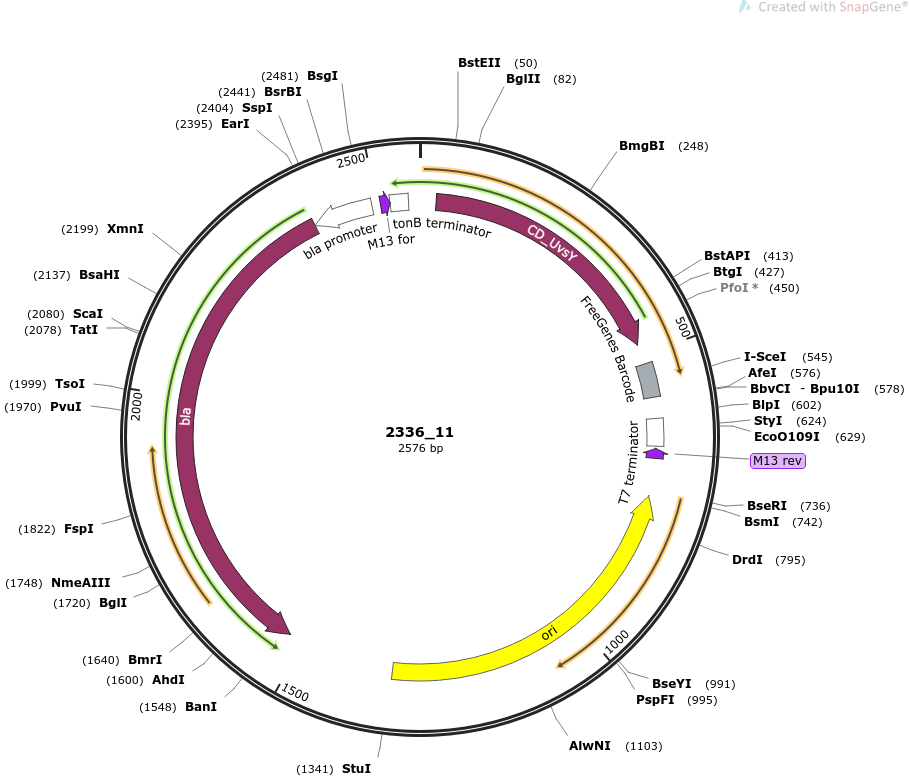 Created with SnapGene®
(2481) BsgI
(2441) BsrBI
(2404) SspI
(2395) EarI
BstEII (50)
BglII (82)
BmgBI (248)
BstAPI (413)
BtgI (427)
PfoI * (450)
I-SceI (545)
AfeI (576)
BbvCI - Bpu10I (578)
BlpI (602)
StyI (624)
EcoO109I (629)
M13 rev
BseRI (736)
BsmI (742)
DrdI (795)
BseYI (991)
PspFI (995)
AlwNI (1103)
(1341) StuI
(1548) BanI
(1600) AhdI
(1640) BmrI
(1720) BglI
(1748) NmeAIII
(1822) FspI
(1970) PvuI
(1999) TsoI
(2078) TatI
(2080) ScaI
(2137) BsaHI
(2199) XmnI
2500
500
1000
1500
2000
bla promoter
M13 for
tonB terminator
CD_UvsY
FreeGenes Barcode
T7 terminator
ori
bla
2336_11
2576 bp